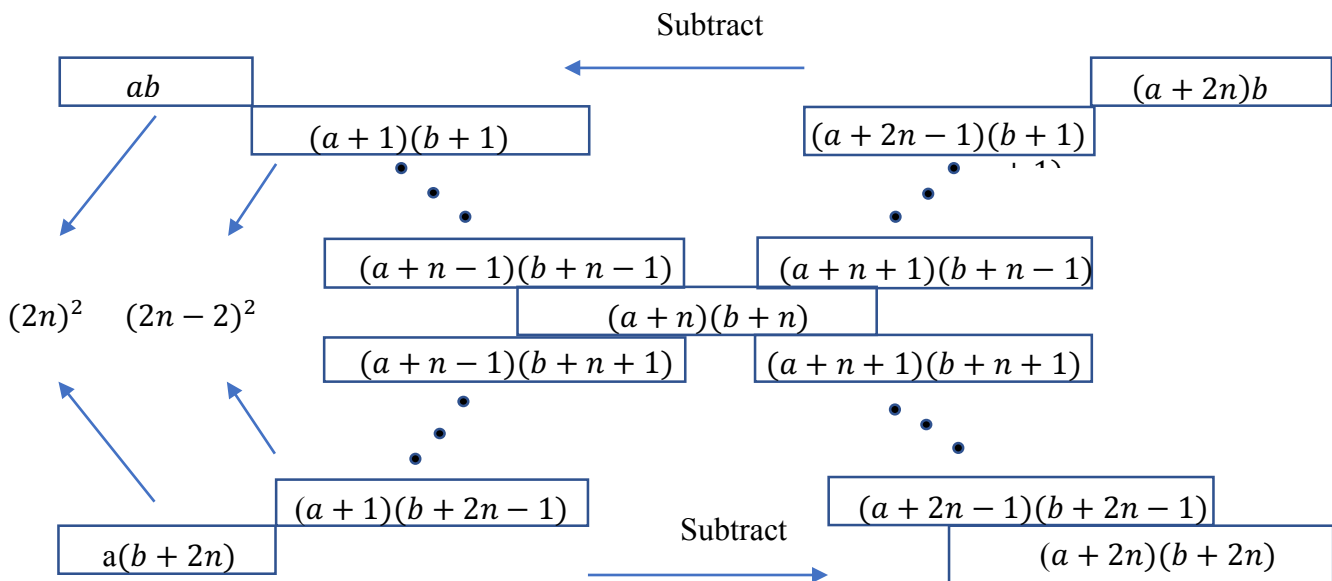 Subtract
ab (a + 2n)b
(a + 1)(b + 1) (a + 2n − 1)(b + 1)
(a + n − 1)(b + n − 1) (a + n + 1)(b + n − 1)
(2n)² (2n − 2)² (a + n)(b + n)
(a + n − 1)(b + n + 1) (a + n + 1)(b + n + 1)
(a + 1)(b + 2n − 1) (a + 2n − 1)(b + 2n − 1)
Subtract
a(b + 2n) (a + 2n)(b + 2n)